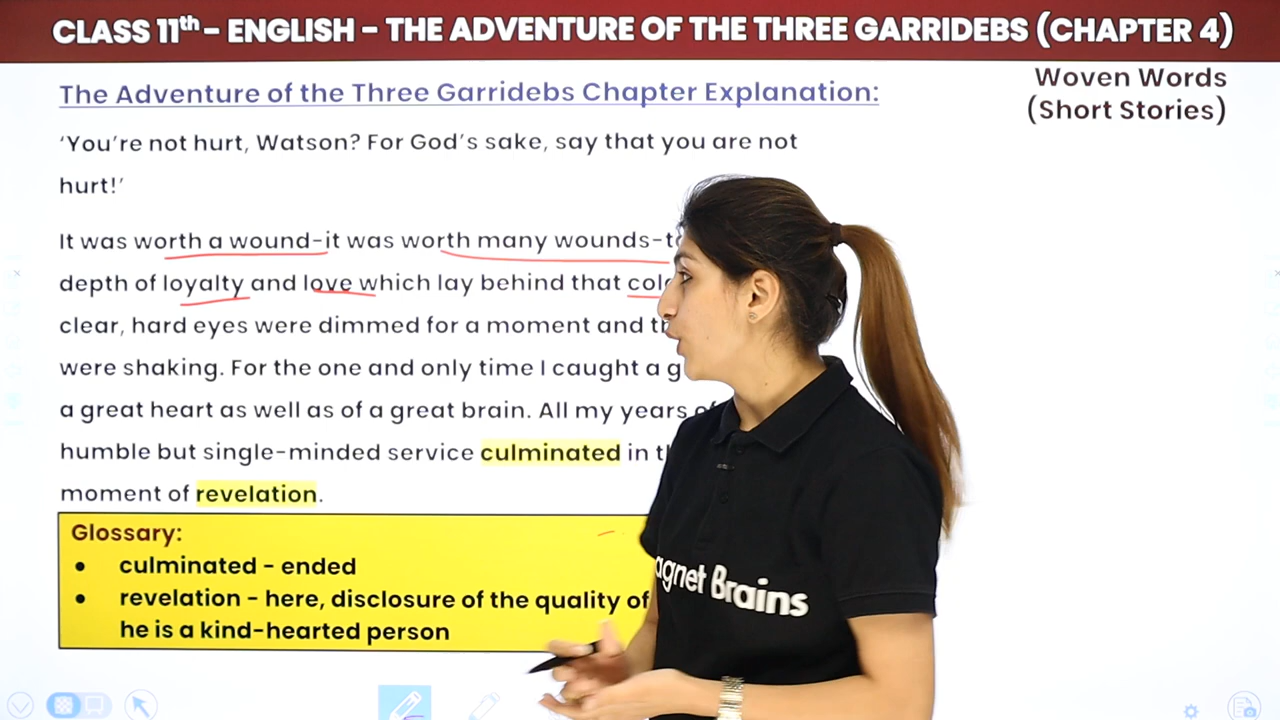 CLASS 11th - ENGLISH - THE ADVENTURE OF THE THREE GARRIDEBS (CHAPTER 4)
Woven Words
(Short Stories)
The Adventure of the Three Garridebs Chapter Explanation:
‘You’re not hurt, Watson? For God’s sake, say that you are not
hurt!’
It was worth a wound-it was worth many wounds-
depth of loyalty and love which lay behind that
clear, hard eyes were dimmed for a moment and
were shaking. For the one and only time I caught a
a great heart as well as of a great brain. All my years
humble but single-minded service culminated in
moment of revelation.
Glossary:
• culminated - ended
• revelation - here, disclosure of the quality of
he is a kind-hearted person
agnet Brains